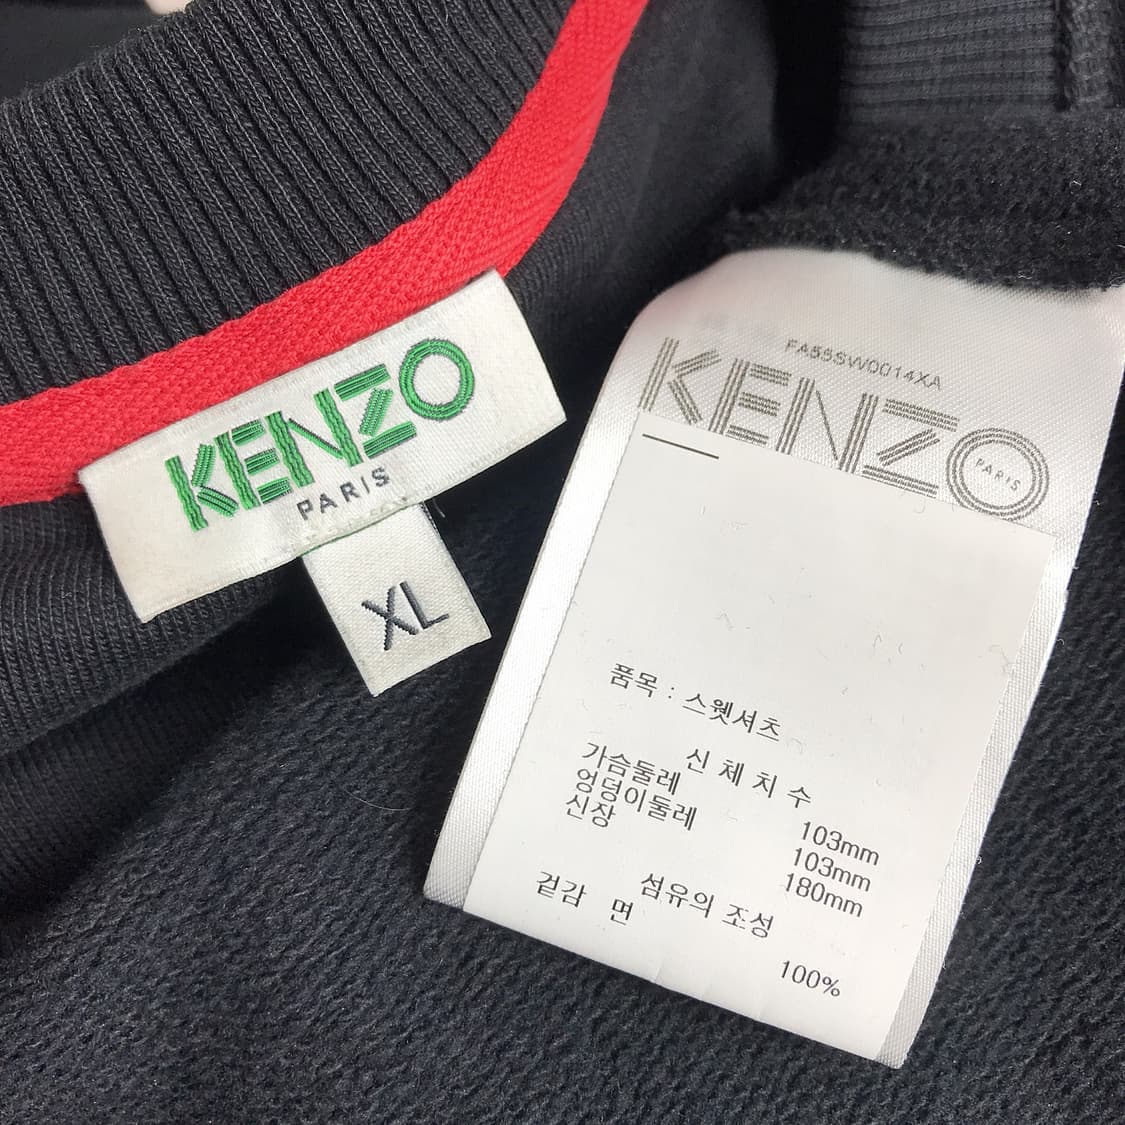 KENZO
PARIS
XL
FA55SW0014XA
KENZO
PARIS
품목 : 스웻셔츠
신 체 치 수
가슴둘레 103mm
엉덩이둘레 103mm
신장 180mm
섬유의 조성
겉감 면 100%